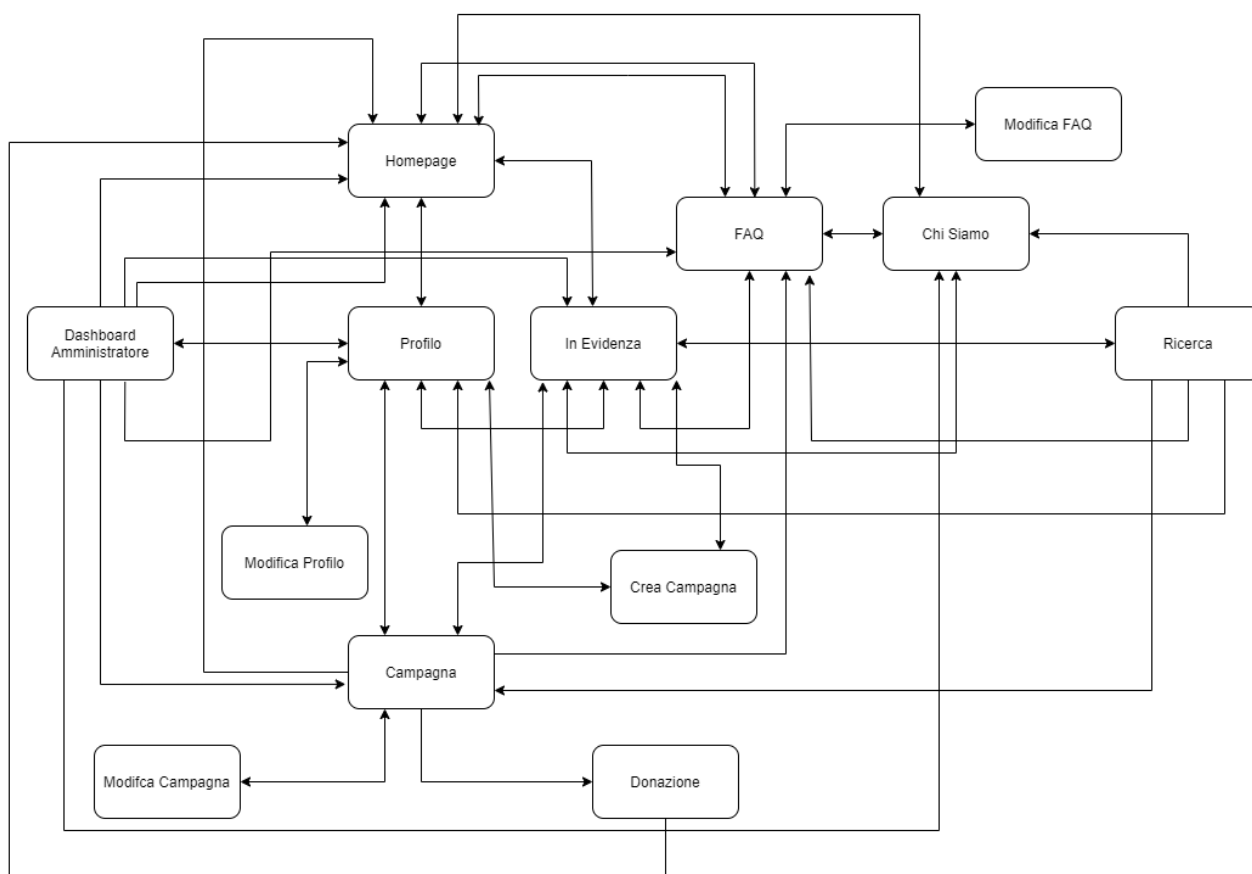 Modifica FAQ
Homepage
FAQ
Chi Siamo
Dashboard
Amministratore
Profilo
In Evidenza
Ricerca
Modifica Profilo
Crea Campagna
Campagna
Modifca Campagna
Donazione